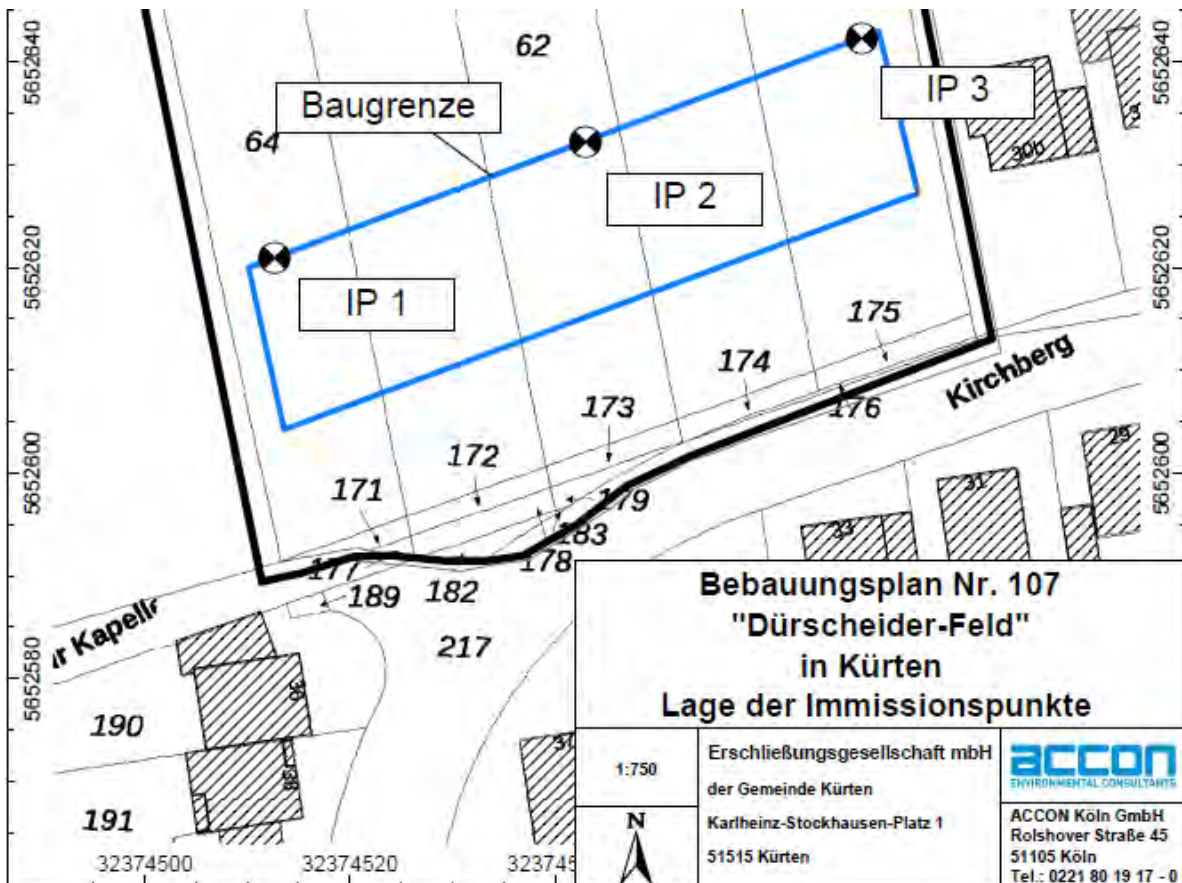 5652640
62
5652640
IP 3
Baugrenze
64
30b
IP 2
5652620
5652620
IP 1
175
174
Kirchberg
173
176
172
5652600
5652600
29
171
179
31
33
183
178
177
182
189
Bebauungsplan Nr. 107
"Dürscheider-Feld"
in Kürten
Lage der Immissionspunkte
217
5652580
190
191
1:750
N
Erschließungsgesellschaft mbH
der Gemeinde Kürten
Karlheinz-Stockhausen-Platz 1
51515 Kürten
accon
ENVIRONMENTAL CONSULTANTS
ACCON Köln GmbH
Rolshover Straße 45
51105 Köln
Tel.: 0221 80 19 17 - 0
32374500
32374520